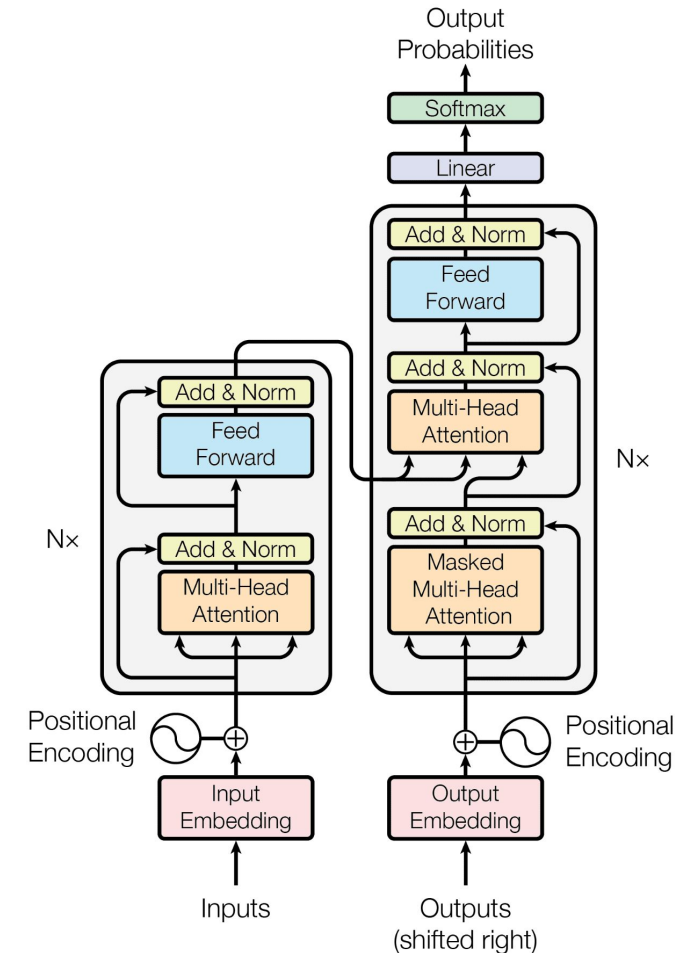 Output
Probabilities
Softmax
Linear
Add & Norm
Feed
Forward
Add & Norm
Multi-Head
Attention
Add & Norm
Masked
Multi-Head
Attention
N×
Add & Norm
Feed
Forward
Add & Norm
Multi-Head
Attention
N×
Positional
Encoding
Positional
Encoding
Input
Embedding
Output
Embedding
Inputs
Outputs
(shifted right)